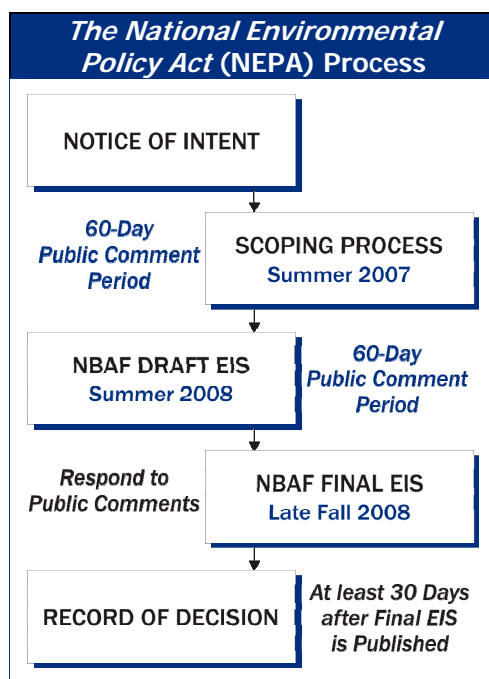 The National Environmental
Policy Act (NEPA) Process
NOTICE OF INTENT
60-Day
Public Comment
Period
SCOPING PROCESS
Summer 2007
NBAF DRAFT EIS
Summer 2008
60-Day
Public Comment
Period
Respond to
Public Comments
NBAF FINAL EIS
Late Fall 2008
RECORD OF DECISION
At least 30 Days
after Final EIS
is Published